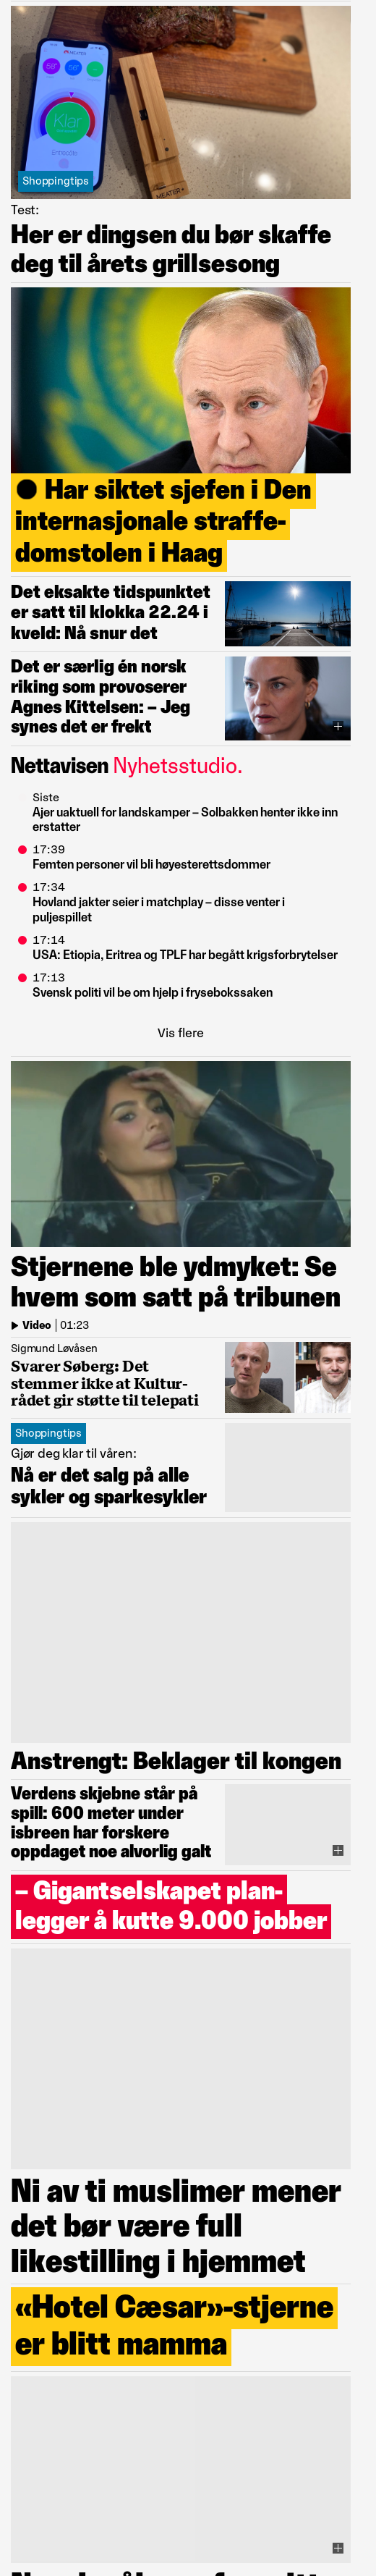 58°
58°
Klar
MEATER+
Shoppingtips
Test:
Her er dingsen du bør skaffe
deg til årets grillsesong
Har siktet sjefen i Den
internasjonale straffe-
domstolen i Haag
Det eksakte tidspunktet
er satt til klokka 22.24 i
kveld: Nå snur det
Det er særlig én norsk
riking som provoserer
Agnes Kittelsen: – Jeg
synes det er frekt
Nettavisen Nyhetsstudio.
Siste
Ajer uaktuell for landskamper – Solbakken henter ikke inn
erstatter
17:39
Femten personer vil bli høyesterettsdommer
17:34
Hovland jakter seier i matchplay – disse venter i
puljespillet
17:14
USA: Etiopia, Eritrea og TPLF har begått krigsforbrytelser
17:13
Svensk politi vil be om hjelp i frysebokssaken
Vis flere
Stjernene ble ydmyket: Se
hvem som satt på tribunen
Video | 01:23
Sigmund Løvåsen
Svarer Søberg: Det
stemmer ikke at Kultur-
rådet gir støtte til telepati
Shoppingtips
Gjør deg klar til våren:
Nå er det salg på alle
sykler og sparkesykler
Anstrengt: Beklager til kongen
Verdens skjebne står på
spill: 600 meter under
isbreen har forskere
oppdaget noe alvorlig galt
– Gigantselskapet plan-
legger å kutte 9.000 jobber
Ni av ti muslimer mener
det bør være full
likestilling i hjemmet
«Hotel Cæsar»-stjerne
er blitt mamma